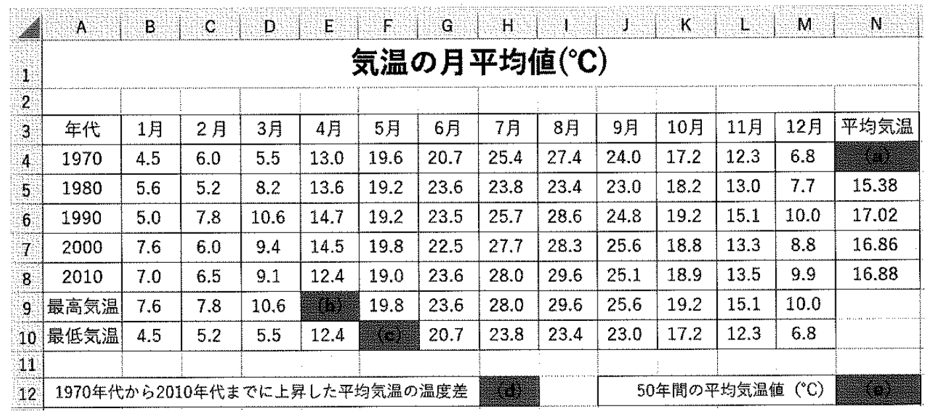 A B C D E F G H I J K L M N
1 気温の月平均値(℃)
2
3 年代 1月 2月 3月 4月 5月 6月 7月 8月 9月 10月 11月 12月 平均気温
4 1970 4.5 6.0 5.5 13.0 19.6 20.7 25.4 27.4 24.0 17.2 12.3 6.8 (a)
5 1980 5.6 5.2 8.2 13.6 19.2 23.6 23.8 23.4 23.0 18.2 13.0 7.7 15.38
6 1990 5.0 7.8 10.6 14.7 19.2 23.5 25.7 28.6 24.8 19.2 15.1 10.0 17.02
7 2000 7.6 6.0 9.4 14.5 19.8 22.5 27.7 28.3 25.6 18.8 13.3 8.8 16.86
8 2010 7.0 6.5 9.1 12.4 19.0 23.6 28.0 29.6 25.1 18.9 13.5 9.9 16.88
9 最高気温 7.6 7.8 10.6 (b) 19.8 23.6 28.0 29.6 25.6 19.2 15.1 10.0
10 最低気温 4.5 5.2 5.5 12.4 (c) 20.7 23.8 23.4 23.0 17.2 12.3 6.8
11
12 1970年代から2010年代までに上昇した平均気温の温度差 (d) 50年間の平均気温値（℃） (e)